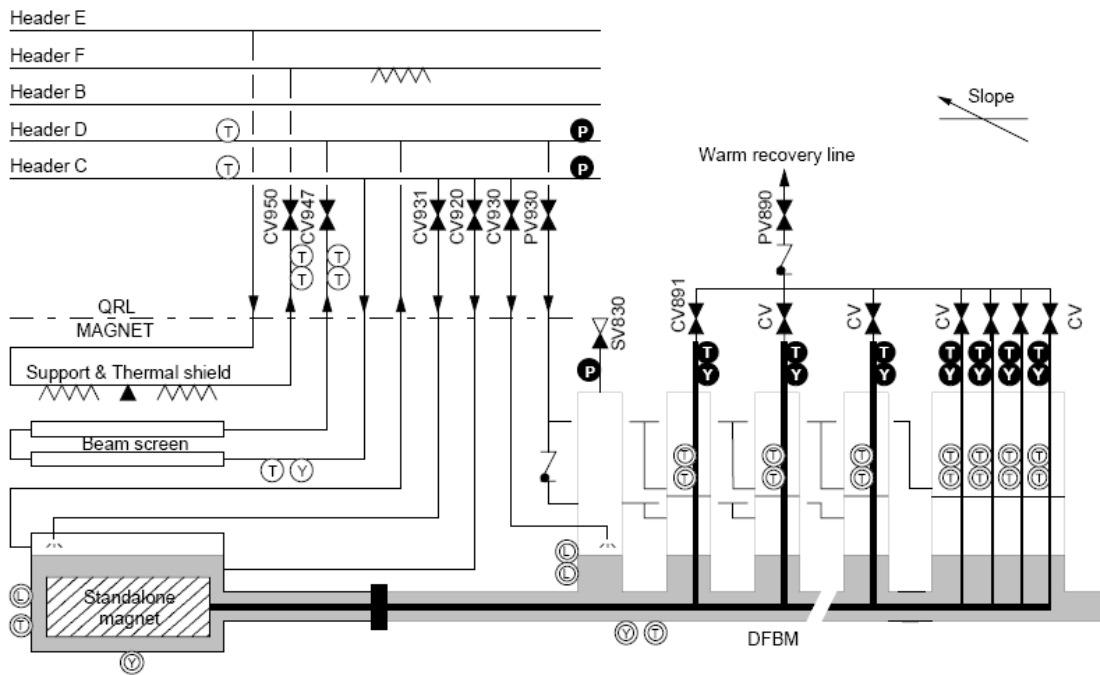 Header E
Header F
Header B
Header D
T
P
Header C
T
P
Slope
Warm recovery line
CV950
CV947
CV931
CV920
CV930
PV930
PV890
T
T
T
T
QRL
MAGNET
SV830
CV891
CV
CV
CV
CV
P
T
Y
T
Y
T
Y
T
Y
T
Y
T
Y
T
Y
Support & Thermal shield
Beam screen
T
Y
T
T
T
T
T
T
T
T
T
T
T
T
T
T
L
L
L
T
Standalone
magnet
Y
Y
T
DFBM